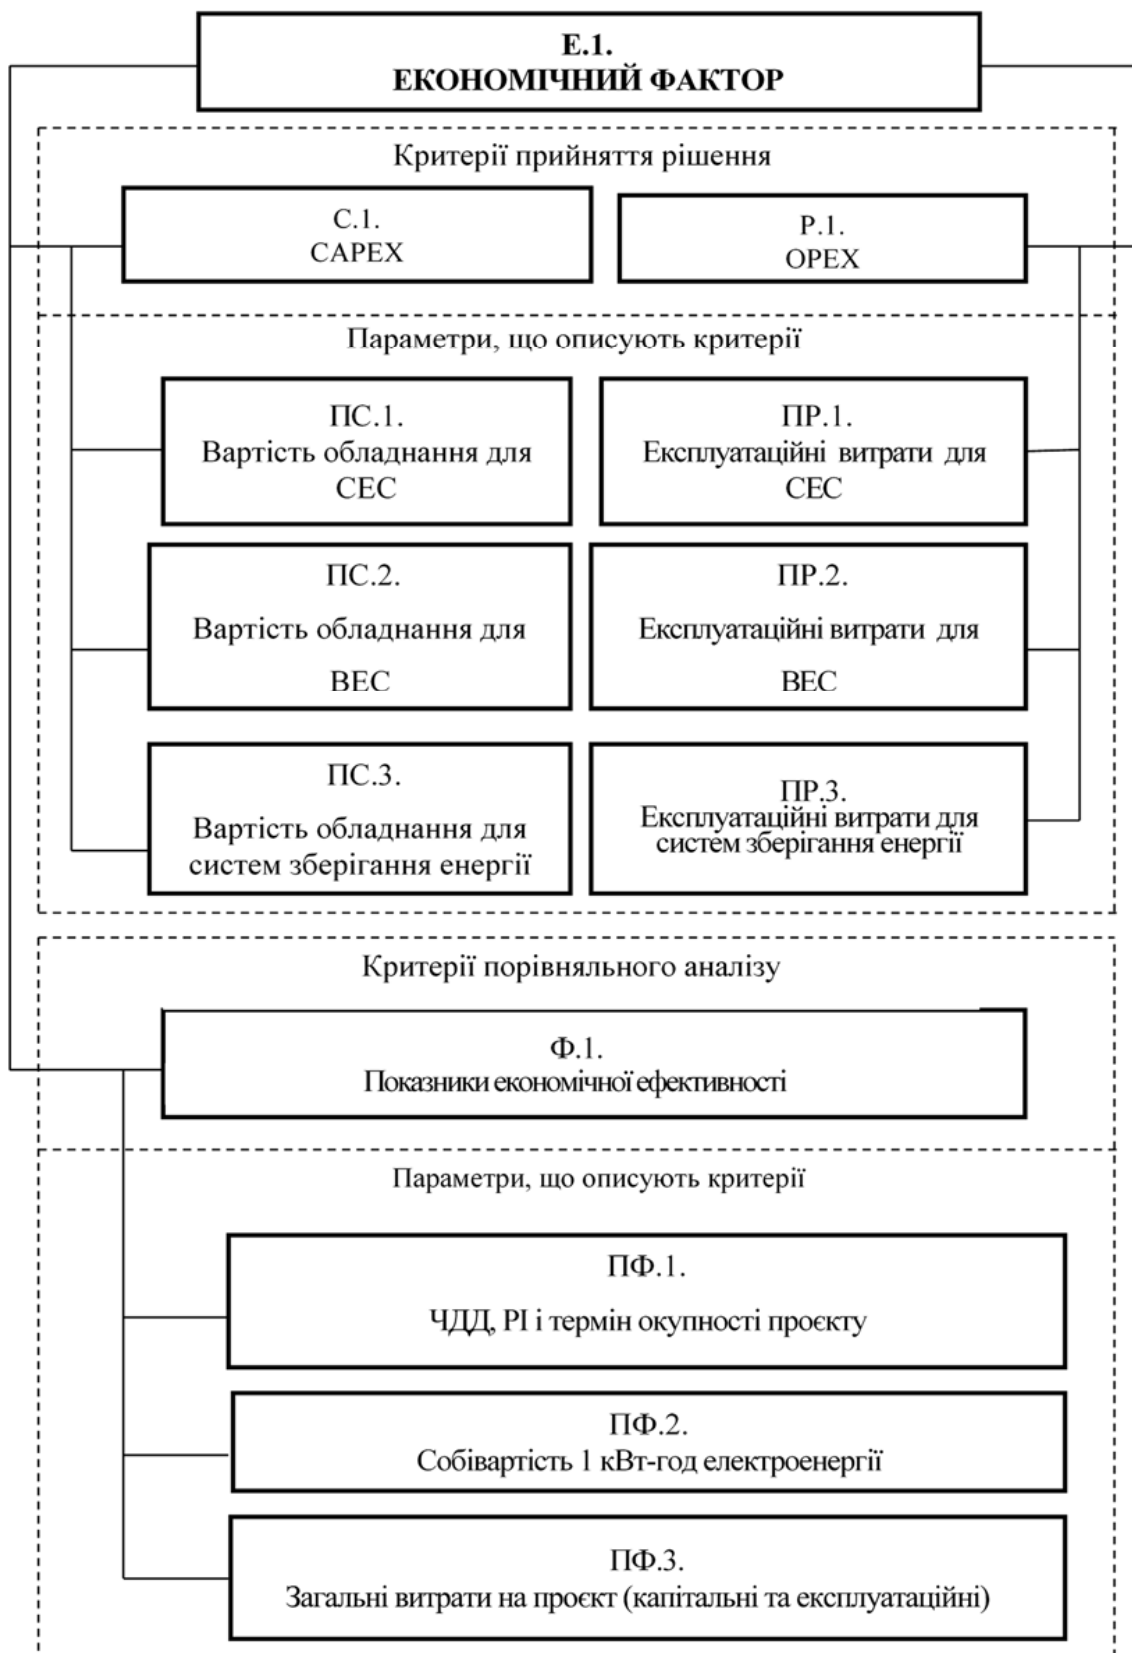 Е.1.
ЕКОНОМІЧНИЙ ФАКТОР
Критерії прийняття рішення
С.1.
CAPEX
Р.1.
OPEX
Параметри, що описують критерії
ПС.1.
Вартість обладнання для
СЕС
ПР.1.
Експлуатаційні витрати для
СЕС
ПС.2.
Вартість обладнання для
ВЕС
ПР.2.
Експлуатаційні витрати для
ВЕС
ПС.3.
Вартість обладнання для
систем зберігання енергії
ПР.3.
Експлуатаційні витрати для
систем зберігання енергії
Критерії порівняльного аналізу
Ф.1.
Показники економічної ефективності
Параметри, що описують критерії
ПФ.1.
ЧДД, PI і термін окупності проєкту
ПФ.2.
Собівартість 1 кВт-год електроенергії
ПФ.3.
Загальні витрати на проєкт (капітальні та експлуатаційні)